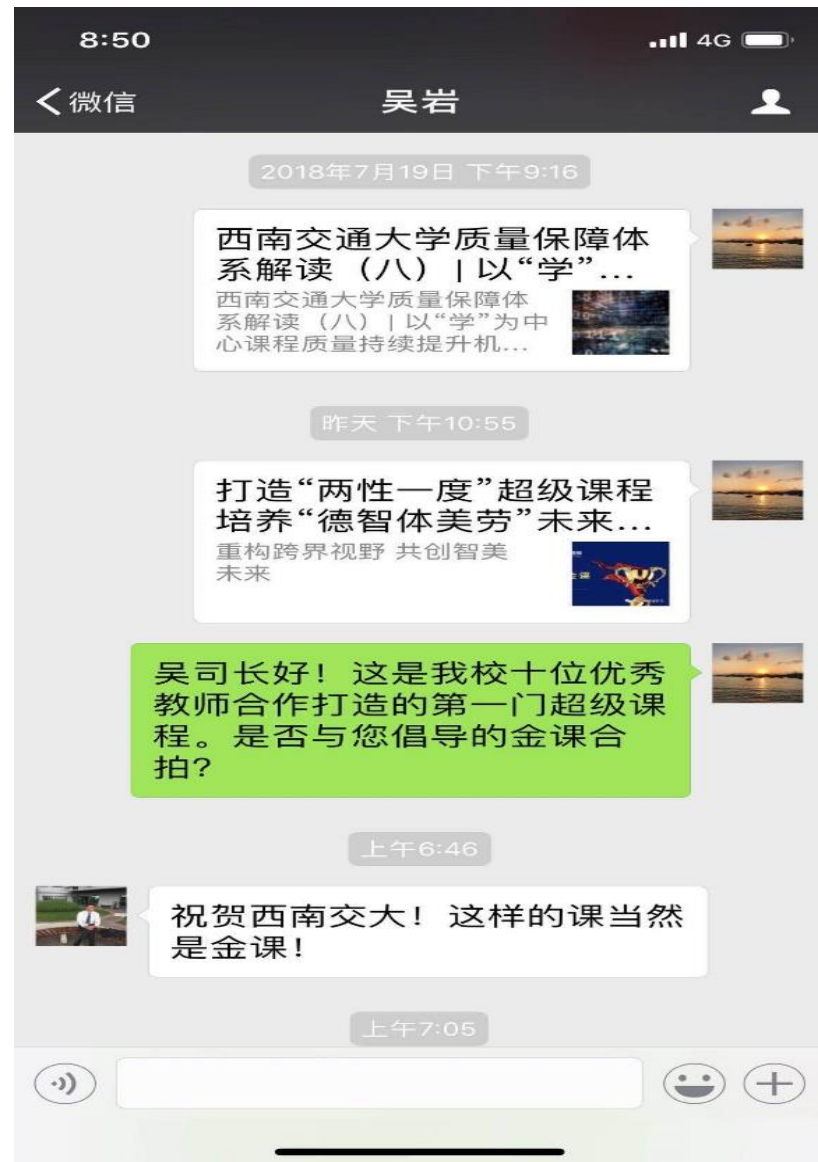 8:50
4G
微信
吴岩
2018年7月19日 下午9:16
西南交通大学质量保障体
系解读（八）| 以“学”...
西南交通大学质量保障体
系解读（八）| 以“学”为中
心课程质量持续提升机...
昨天 下午10:55
打造“两性一度”超级课程
培养“德智体美劳”未来...
重构跨界视野 共创智美
未来
吴司长好！这是我校十位优秀
教师合作打造的第一门超级课
程。是否与您倡导的金课合
拍?
上午6:46
祝贺西南交大！这样的课当然
是金课！
上午7:05